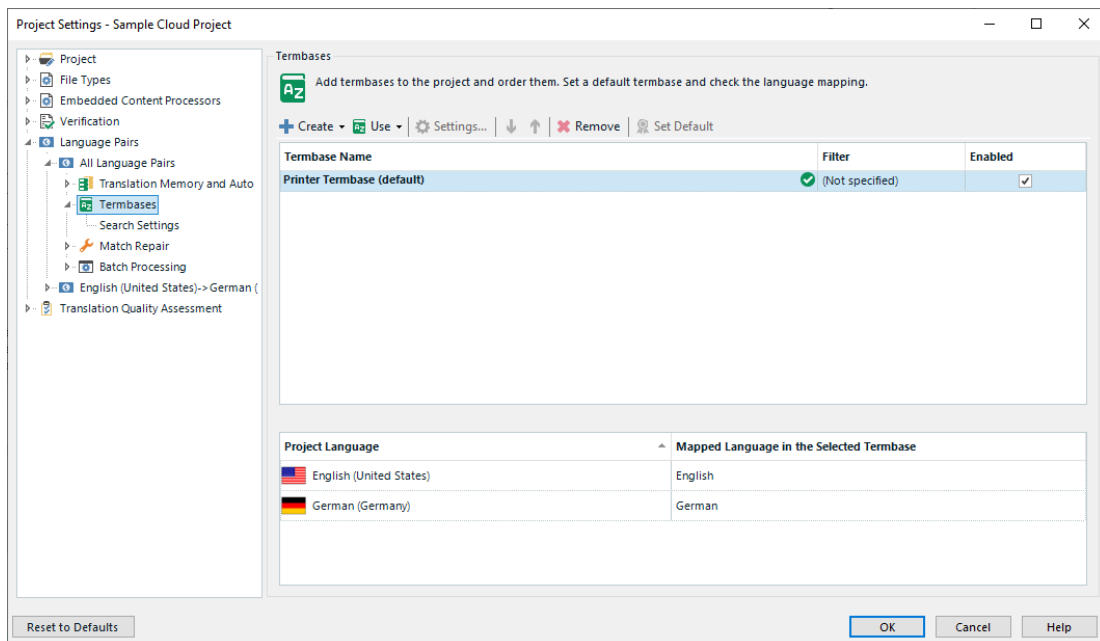 Project Settings - Sample Cloud Project
Project
File Types
Embedded Content Processors
Verification
Language Pairs
All Language Pairs
Translation Memory and Auto
Termbases
Search Settings
Match Repair
Batch Processing
English (United States)->German (
Translation Quality Assessment
Termbases
Add termbases to the project and order them. Set a default termbase and check the language mapping.
Create Use Settings... Remove Set Default
Termbase Name Filter Enabled
Printer Termbase (default) (Not specified)
Project Language Mapped Language in the Selected Termbase
English (United States) English
German (Germany) German
Reset to Defaults OK Cancel Help